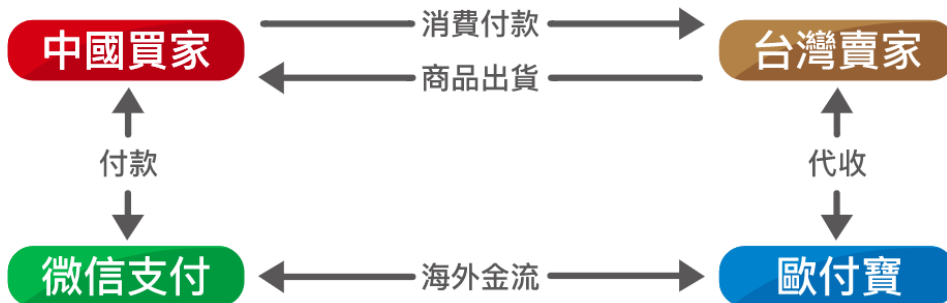 消費付款
中國買家
台灣賣家
商品出貨
付款
代收
微信支付
海外金流
歐付寶